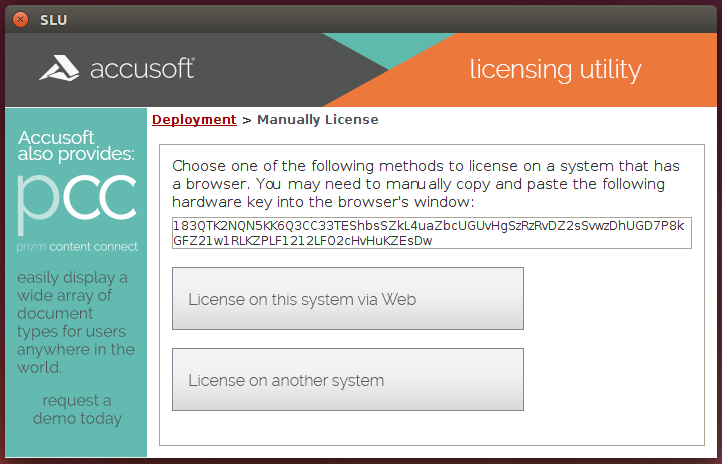 SLU
accusoft®
licensing utility
Accusoft
also provides:
pcc
prizm content connect
easily display a
wide array of
document
types for users
anywhere in the
world.
request a
demo today
Deployment > Manually License
Choose one of the following methods to license on a system that has
a browser. You may need to manually copy and paste the following
hardware key into the browser's window:
183QTK2NQN5KK6Q3CC33TEShbsSZkL4uaZbcUGUvHgSzRzRvDZ2sSvwzDhUGD7P8k
GFZ21w1RLKZPLF1212LFO2cHvHuKZEsDw
License on this system via Web
License on another system